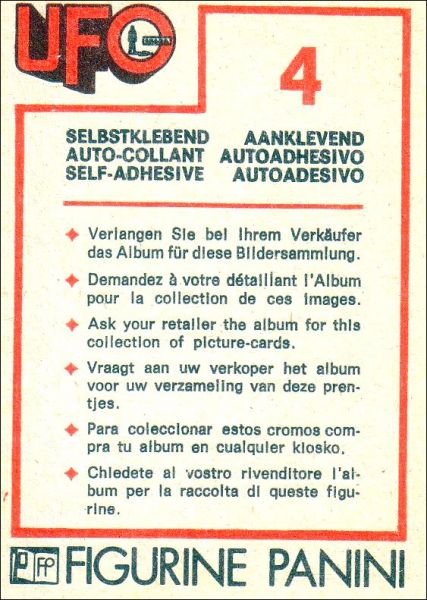 UFO
4
SELBSTKLEBEND AANKLEVEND
AUTO-COLLANT AUTOADHESIVO
SELF-ADHESIVE AUTOADESIVO
Verlangen Sie bei Ihrem Verkäufer
das Album für diese Bildersammlung.
Demandez à votre détaillant l'Album
pour la collection de ces images.
Ask your retailer the album for this
collection of picture-cards.
Vraagt aan uw verkoper het album
voor uw verzameling van deze pren-
tjes.
Para coleccionar estos cromos com-
pra tu album en cualquier kiosko.
Chiedete al vostro rivenditore l'al-
bum per la raccolta di queste figu-
rine.
FP FIGURINE PANINI